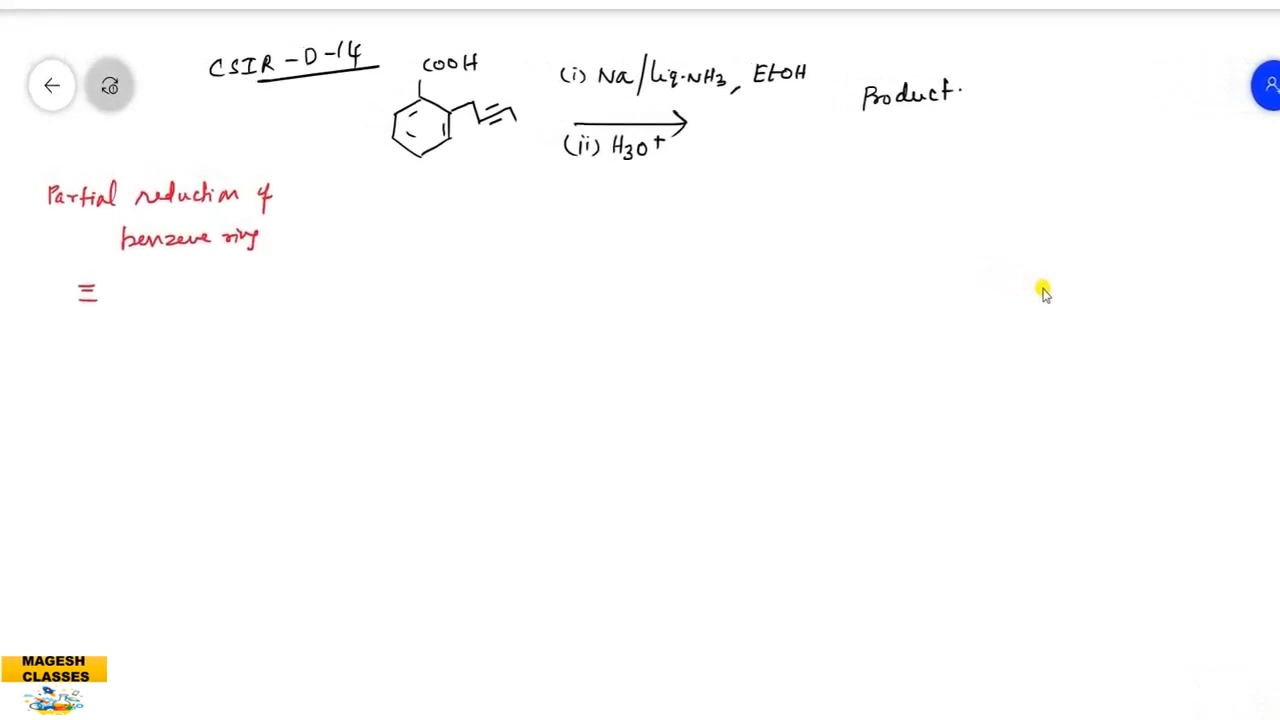 CSIR-D-14
COOH
(i) Na/liq.NH3, EtOH
(ii) H3O+
Product.
Partial reduction of
benzene ring
≡
MAGESH
CLASSES